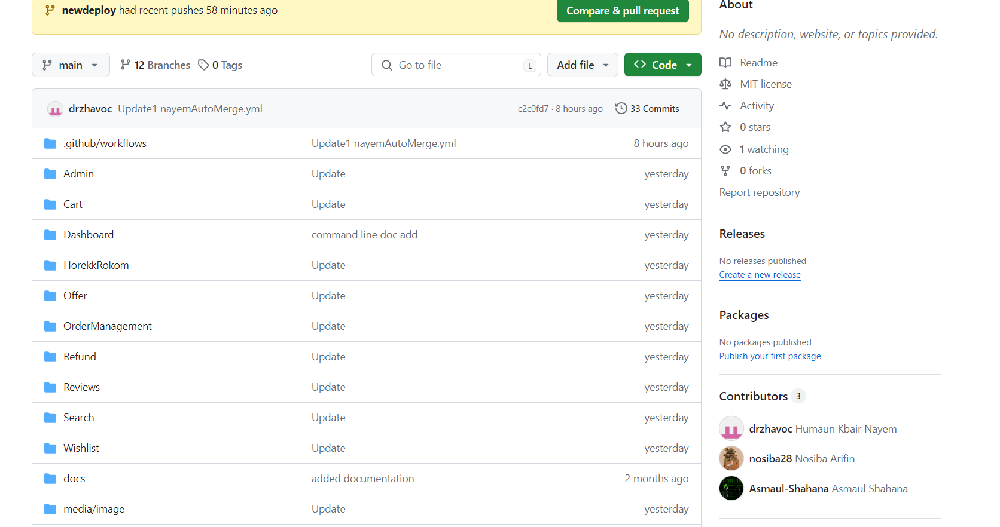 newdeploy had recent pushes 58 minutes ago
Compare & pull request
main
12 Branches
0 Tags
Go to file
t
Add file
Code
drzhavoc Update1 nayemAutoMerge.yml
c2c0fd7 · 8 hours ago
33 Commits
.github/workflows Update1 nayemAutoMerge.yml 8 hours ago
Admin Update yesterday
Cart Update yesterday
Dashboard command line doc add yesterday
HorekkRokom Update yesterday
Offer Update yesterday
OrderManagement Update yesterday
Refund Update yesterday
Reviews Update yesterday
Search Update yesterday
Wishlist Update yesterday
docs added documentation 2 months ago
media/image Update yesterday
About
No description, website, or topics provided.
Readme
MIT license
Activity
0 stars
1 watching
0 forks
Report repository
Releases
No releases published
Create a new release
Packages
No packages published
Publish your first package
Contributors 3
drzhavoc Humaun Kbair Nayem
nosiba28 Nosiba Arifin
Asmaul-Shahana Asmaul Shahana